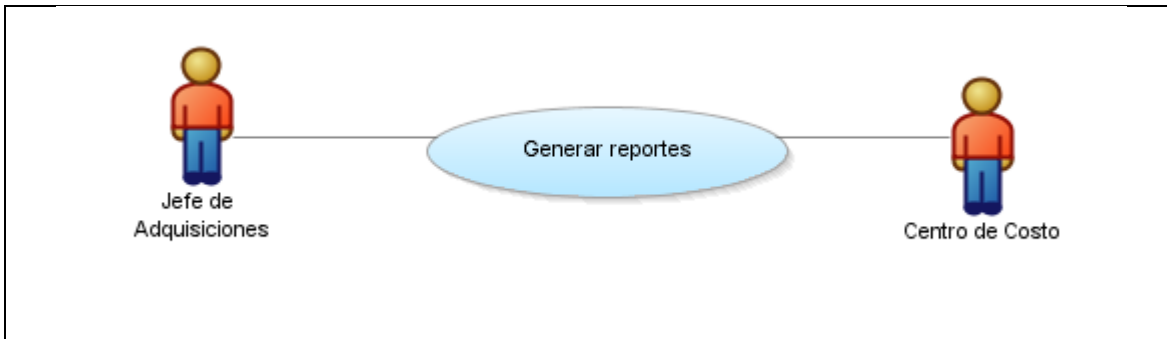 Generar reportes
Jefe de
Adquisiciones
Centro de Costo